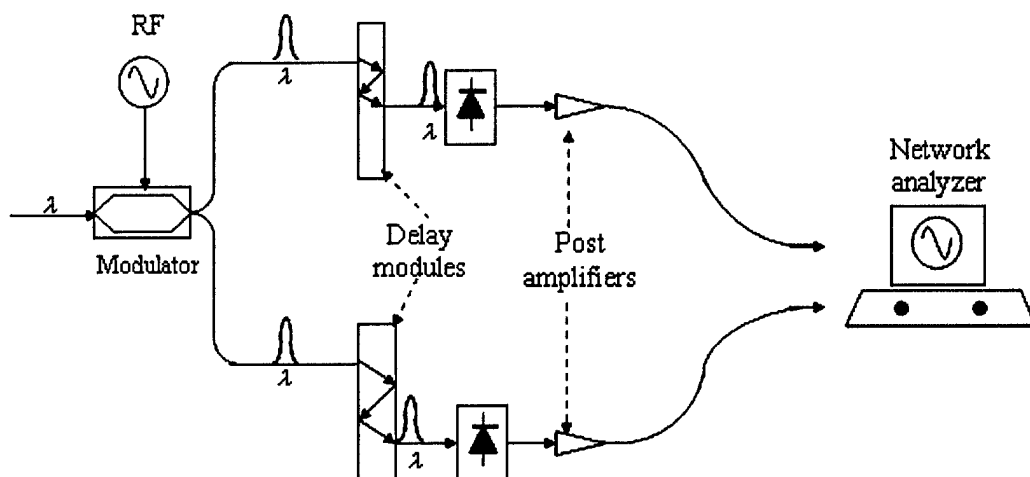 RF
λ
λ
λ
Network
analyzer
λ
Modulator
Delay
modules
Post
amplifiers
λ
λ